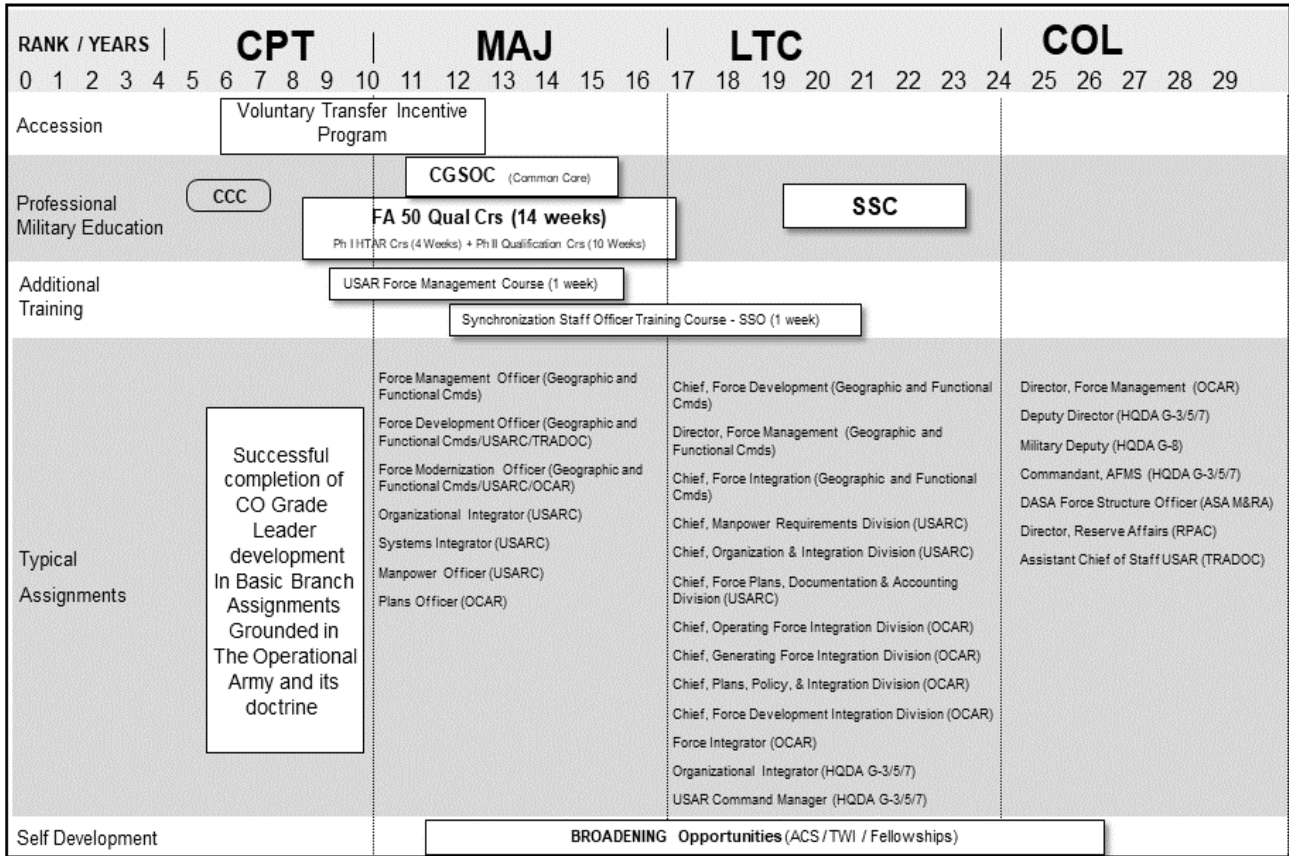 RANK / YEARS CPT MAJ LTC COL
0 1 2 3 4 5 6 7 8 9 10 11 12 13 14 15 16 17 18 19 20 21 22 23 24 25 26 27 28 29
Accession
Voluntary Transfer Incentive
Program
Professional
Military Education
CCC
CGSOC (Common Core)
FA 50 Qual Crs (14 weeks)
Ph I HTAR Crs (4 Weeks) + Ph II Qualification Crs (10 Weeks)
SSC
Additional
Training
USAR Force Management Course (1 week)
Synchronization Staff Officer Training Course - SSO (1 week)
Typical
Assignments
Successful
completion of
CO Grade
Leader
development
In Basic Branch
Assignments
Grounded in
The Operational
Army and its
doctrine
Force Management Officer (Geographic and
Functional Cmds)
Force Development Officer (Geographic and
Functional Cmds/USARC/TRADOC)
Force Modernization Officer (Geographic and
Functional Cmds/USARC/OCAR)
Organizational Integrator (USARC)
Systems Integrator (USARC)
Manpower Officer (USARC)
Plans Officer (OCAR)
Chief, Force Development (Geographic and Functional
Cmds)
Director, Force Management (Geographic and
Functional Cmds)
Chief, Force Integration (Geographic and Functional
Cmds)
Chief, Manpower Requirements Division (USARC)
Chief, Organization & Integration Division (USARC)
Chief, Force Plans, Documentation & Accounting
Division (USARC)
Chief, Operating Force Integration Division (OCAR)
Chief, Generating Force Integration Division (OCAR)
Chief, Plans, Policy, & Integration Division (OCAR)
Chief, Force Development Integration Division (OCAR)
Force Integrator (OCAR)
Organizational Integrator (HQDA G-3/5/7)
USAR Command Manager (HQDA G-3/5/7)
Director, Force Management (OCAR)
Deputy Director (HQDA G-3/5/7)
Military Deputy (HQDA G-8)
Commandant, AFMS (HQDA G-3/5/7)
DASA Force Structure Officer (ASA M&RA)
Director, Reserve Affairs (RPAC)
Assistant Chief of Staff USAR (TRADOC)
Self Development
BROADENING Opportunities (ACS / TWI / Fellowships)